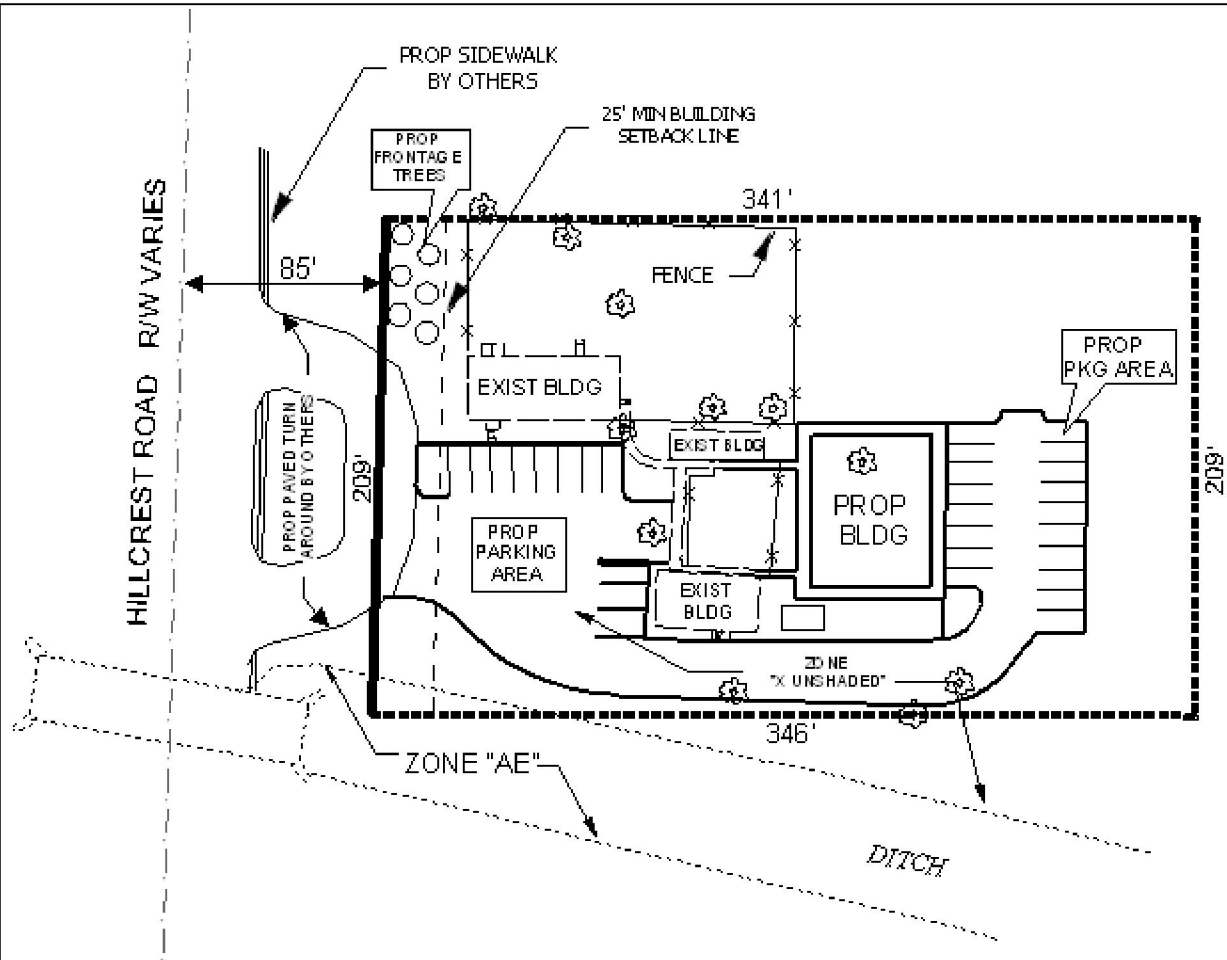 PROP SIDEWALK
BY OTHERS
25' MIN BUILDING
SETBACK LINE
PROP
FRONTAGE
TREES
341'
85'
FENCE
HILLCREST ROAD R/W VARIES
PROP
PKG AREA
EXIST BLDG
PROP PAVED TURN
AROUND BY OTHERS
209'
EXIST BLDG
209'
PROP
BLDG
PROP
PARKING
AREA
EXIST
BLDG
ZONE
"X UNSHADED"
346'
ZONE "AE"
DITCH